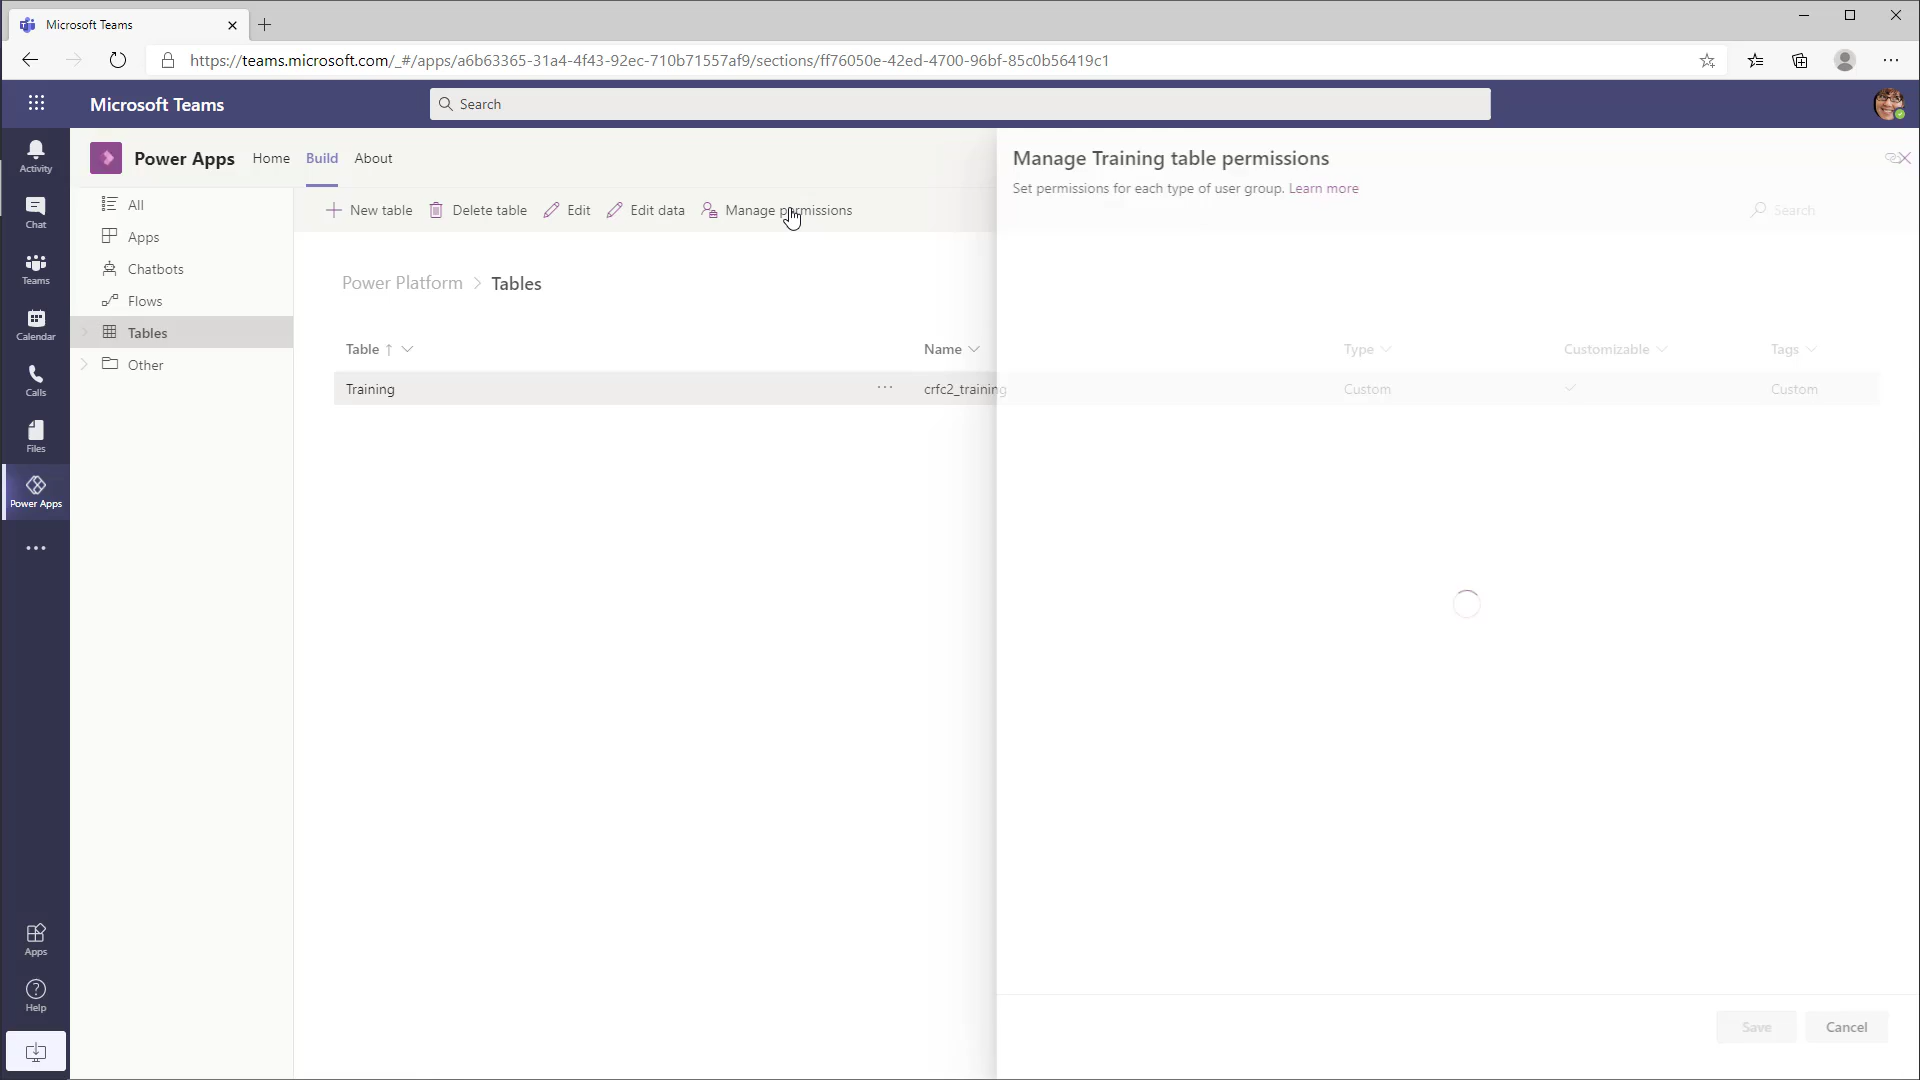 Microsoft Teams
https://teams.microsoft.com/_#/apps/a6b63365-31a4-4f43-92ec-710b71557af9/sections/ff76050e-42ed-4700-96bf-85c0b56419c1
Microsoft Teams
Search
Activity
Chat
Teams
Calendar
Calls
Files
Power Apps
Apps
Help
Power Apps
Home
Build
About
All
Apps
Chatbots
Flows
Tables
Other
New table
Delete table
Edit
Edit data
Manage permissions
Power Platform > Tables
Table
Name
Type
Customizable
Tags
Training
crfc2_training
Custom
Custom
Manage Training table permissions
Set permissions for each type of user group. Learn more
Search
Save
Cancel